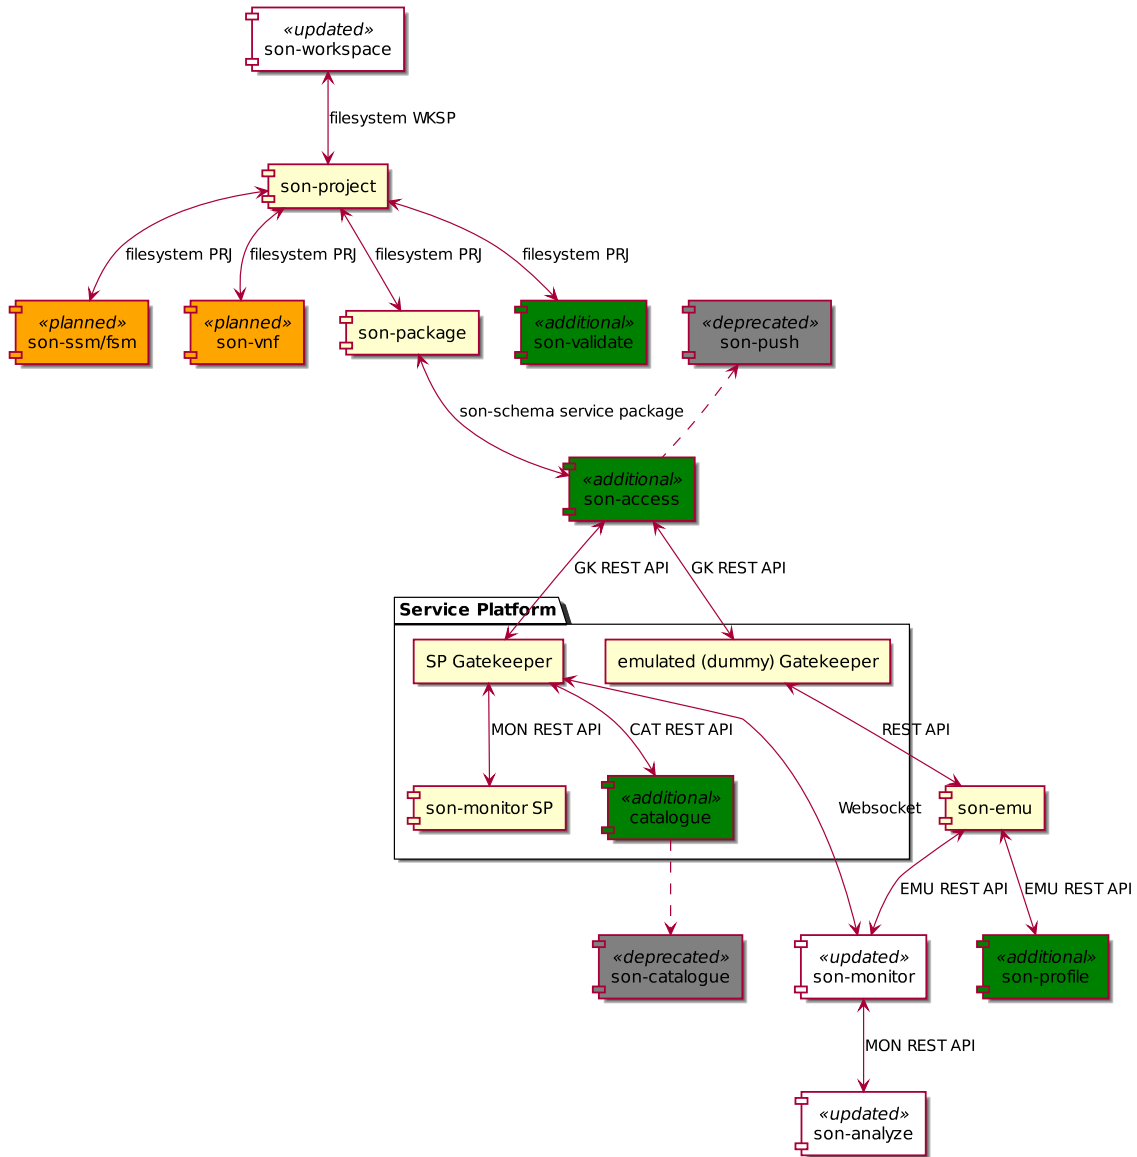 «updated»
son-workspace
filesystem WKSP
son-project
filesystem PRJ
filesystem PRJ
filesystem PRJ
filesystem PRJ
«planned»
son-ssm/fsm
«planned»
son-vnf
son-package
«additional»
son-validate
«deprecated»
son-push
son-schema service package
«additional»
son-access
GK REST API
GK REST API
Service Platform
SP Gatekeeper
emulated (dummy) Gatekeeper
MON REST API
CAT REST API
REST API
son-monitor SP
«additional»
catalogue
Websocket
son-emu
EMU REST API
EMU REST API
«deprecated»
son-catalogue
«updated»
son-monitor
«additional»
son-profile
MON REST API
«updated»
son-analyze